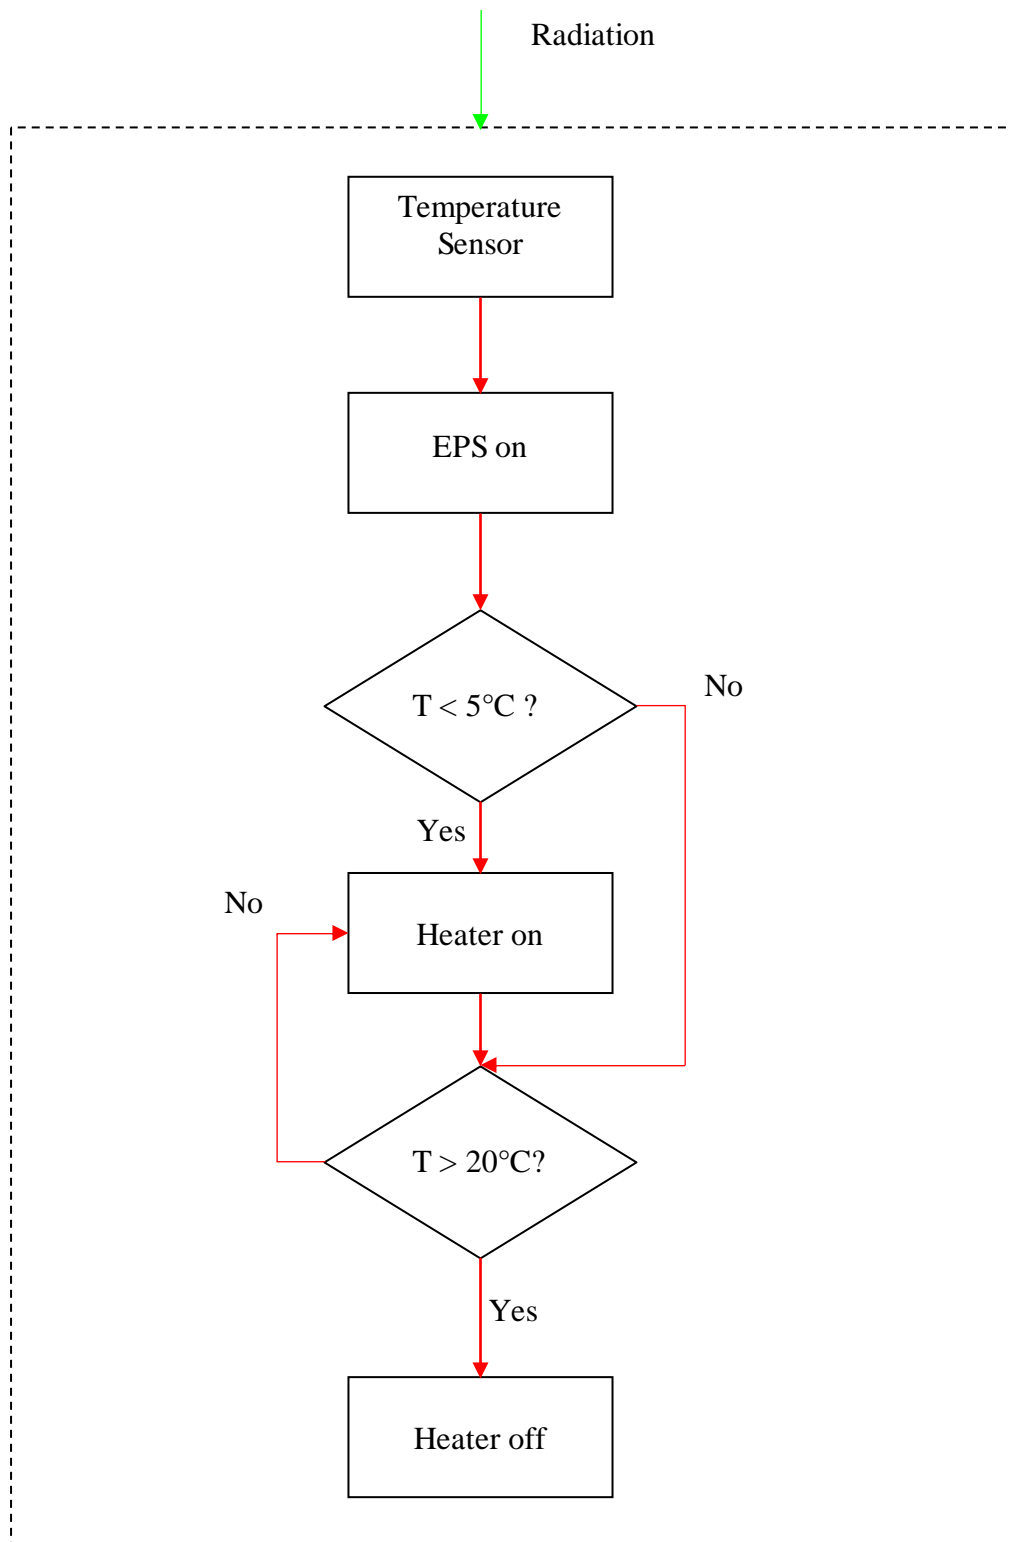 Radiation
Temperature
Sensor
EPS on
T < 5°C ?
No
Yes
No
Heater on
T > 20°C?
Yes
Heater off